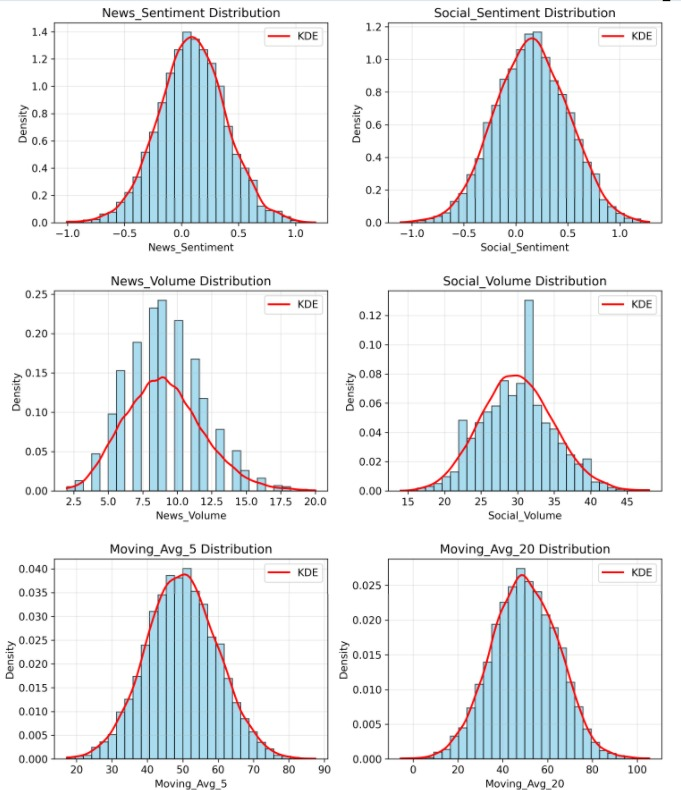 News_Sentiment Distribution
KDE
Density
1.4
1.2
1.0
0.8
0.6
0.4
0.2
0.0
−1.0 −0.5 0.0 0.5 1.0
News_Sentiment
Social_Sentiment Distribution
KDE
Density
1.2
1.0
0.8
0.6
0.4
0.2
0.0
−1.0 −0.5 0.0 0.5 1.0
Social_Sentiment
News_Volume Distribution
KDE
Density
0.25
0.20
0.15
0.10
0.05
0.00
2.5 5.0 7.5 10.0 12.5 15.0 17.5 20.0
News_Volume
Social_Volume Distribution
KDE
Density
0.12
0.10
0.08
0.06
0.04
0.02
0.00
15 20 25 30 35 40 45
Social_Volume
Moving_Avg_5 Distribution
KDE
Density
0.040
0.035
0.030
0.025
0.020
0.015
0.010
0.005
0.000
20 30 40 50 60 70 80 90
Moving_Avg_5
Moving_Avg_20 Distribution
KDE
Density
0.025
0.020
0.015
0.010
0.005
0.000
0 20 40 60 80 100
Moving_Avg_20